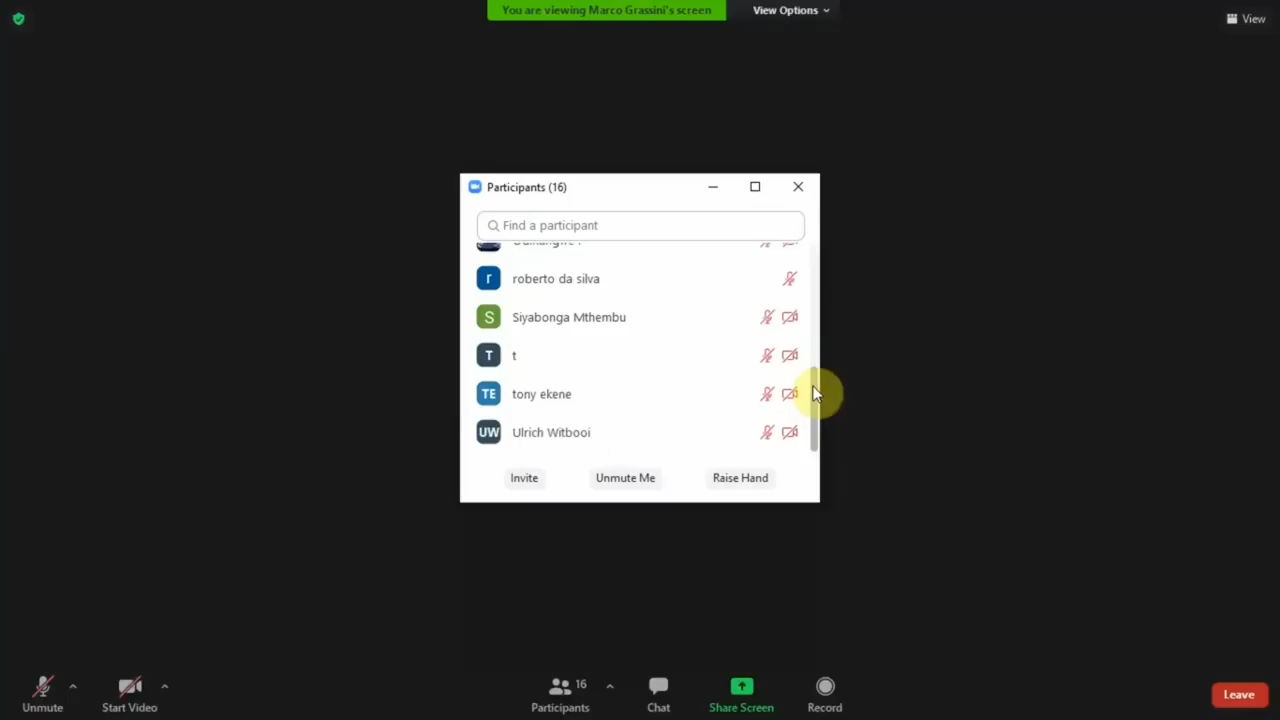 You are viewing Marco Grassini's screen
View Options
View
Participants (16)
Find a participant
r
roberto da silva
S
Siyabonga Mthembu
T
t
TE
tony ekene
UW
Ulrich Witbooi
Invite
Unmute Me
Raise Hand
Unmute
Start Video
16
Participants
Chat
Share Screen
Record
Leave